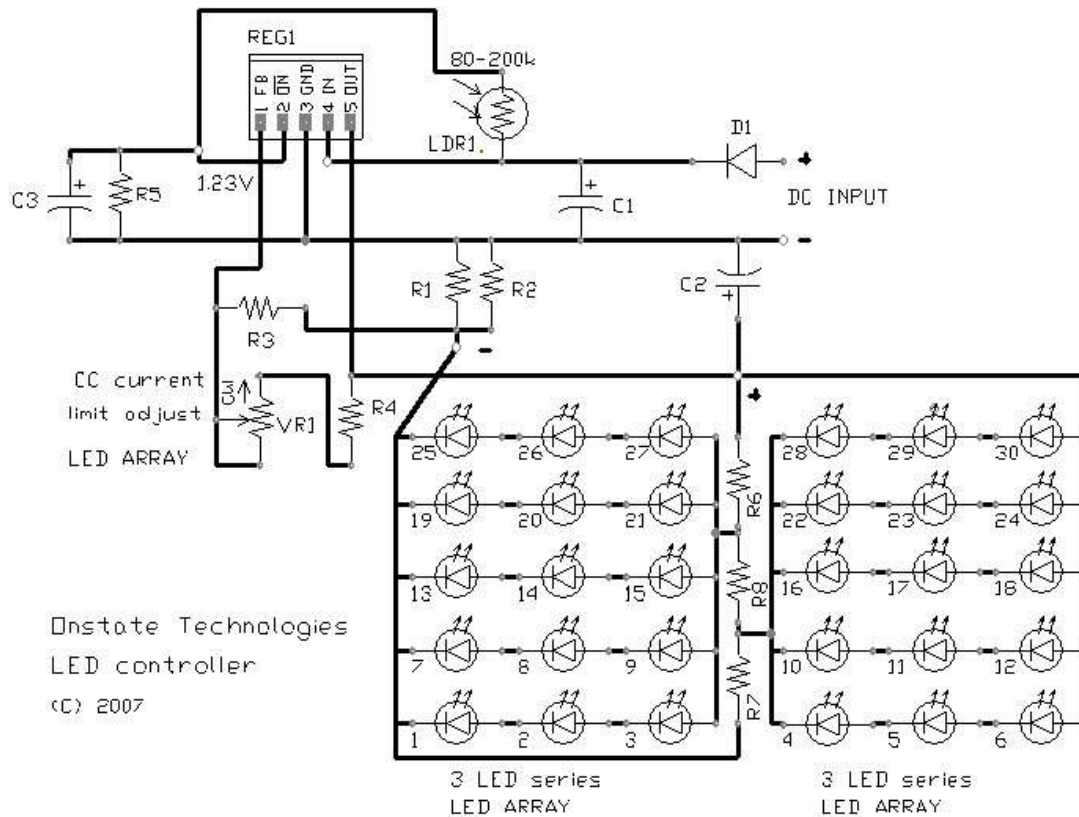 REG1
80-200k
1 FB
2 ON
3 GND
4 IN
5 OUT
LDR1
D1
+
DC INPUT
-
1.23V
C3
+
R5
+
C1
C2
+
R1
R2
R3
-
CC current
limit adjust
LED ARRAY
CW
VR1
R4
+
25
26
27
28
29
30
R6
19
20
21
22
23
24
13
14
15
R8
16
17
18
Onstate Technologies
LED controller
(C) 2007
7
8
9
10
11
12
R7
1
2
3
4
5
6
3 LED series
LED ARRAY
3 LED series
LED ARRAY